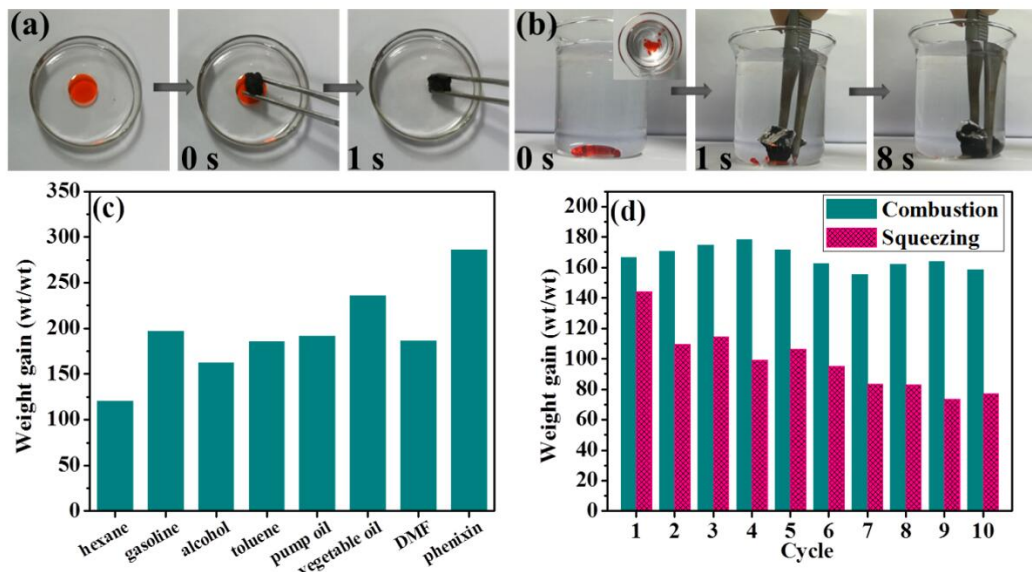 (a)
0 s
1 s
(b)
0 s
1 s
8 s
(c)
Weight gain (wt/wt)
350
300
250
200
150
100
50
0
hexane
gasoline
alcohol
toluene
pump oil
vegetable oil
DMF
phenixin
(d)
Combustion
Squeezing
Weight gain (wt/wt)
200
180
160
140
120
100
80
60
40
20
0
1 2 3 4 5 6 7 8 9 10
Cycle